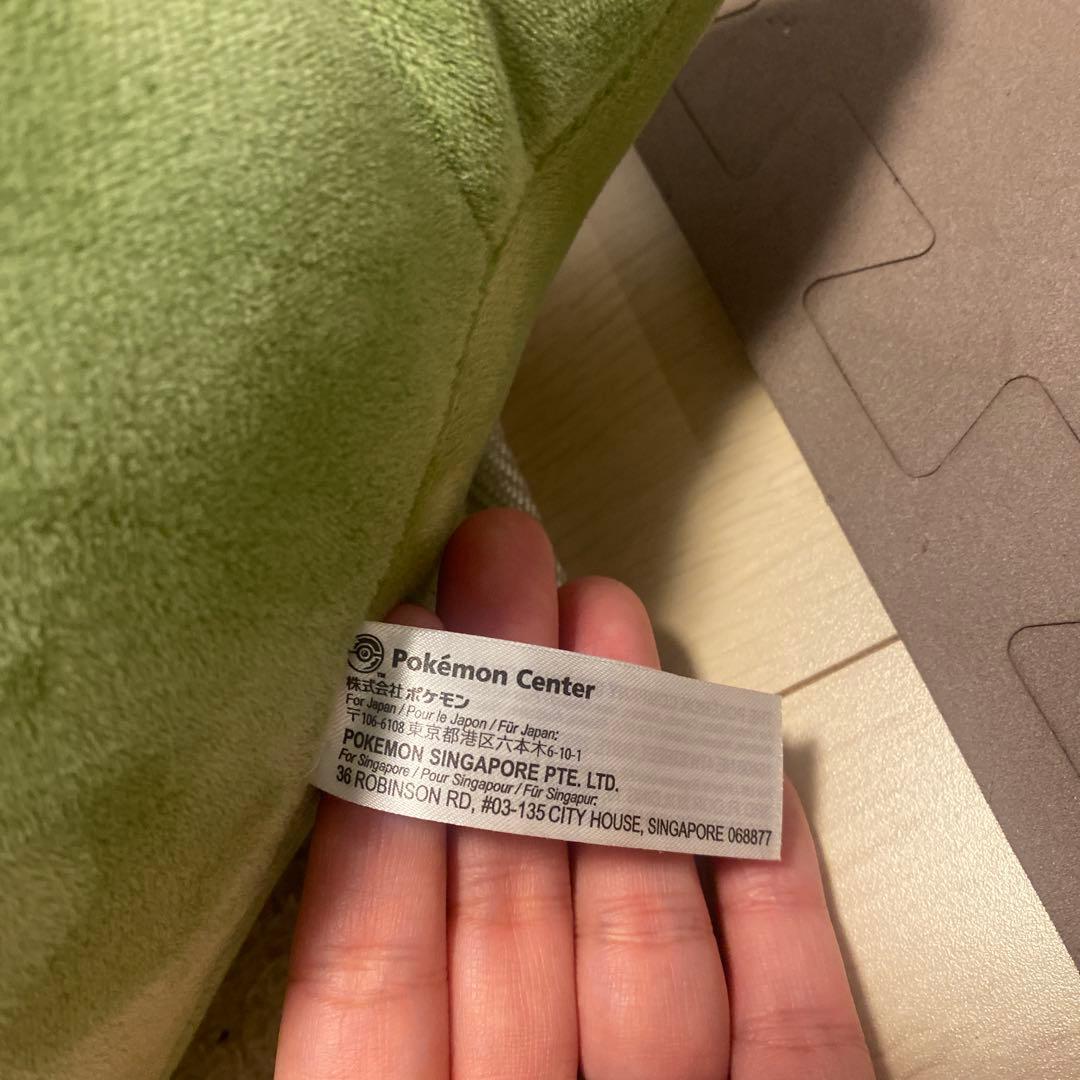 Pokémon Center
TM
株式会社ポケモン
For Japan / Pour le Japon / Für Japan:
〒106-6108 東京都港区六本木6-10-1
POKEMON SINGAPORE PTE. LTD.
For Singapore / Pour Singapour / Für Singapur:
36 ROBINSON RD, #03-135 CITY HOUSE, SINGAPORE 068877